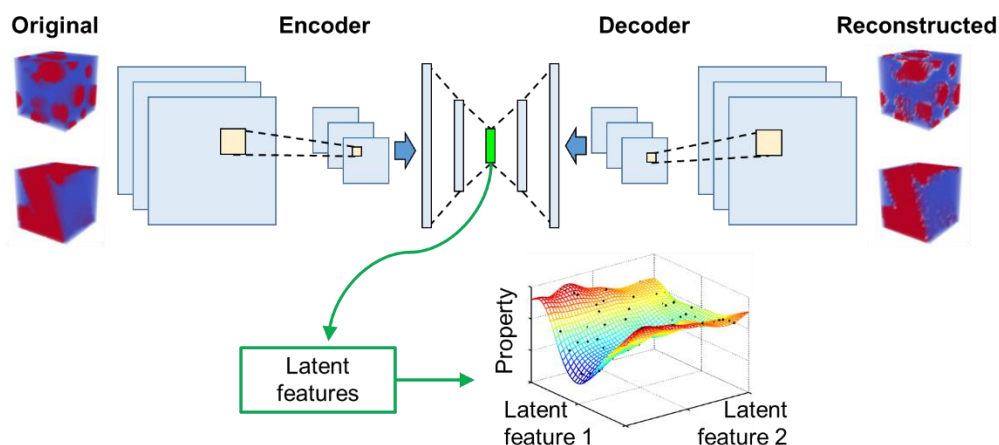 Original
Encoder
Decoder
Reconstructed
Latent
features
Property
Latent
feature 1
Latent
feature 2